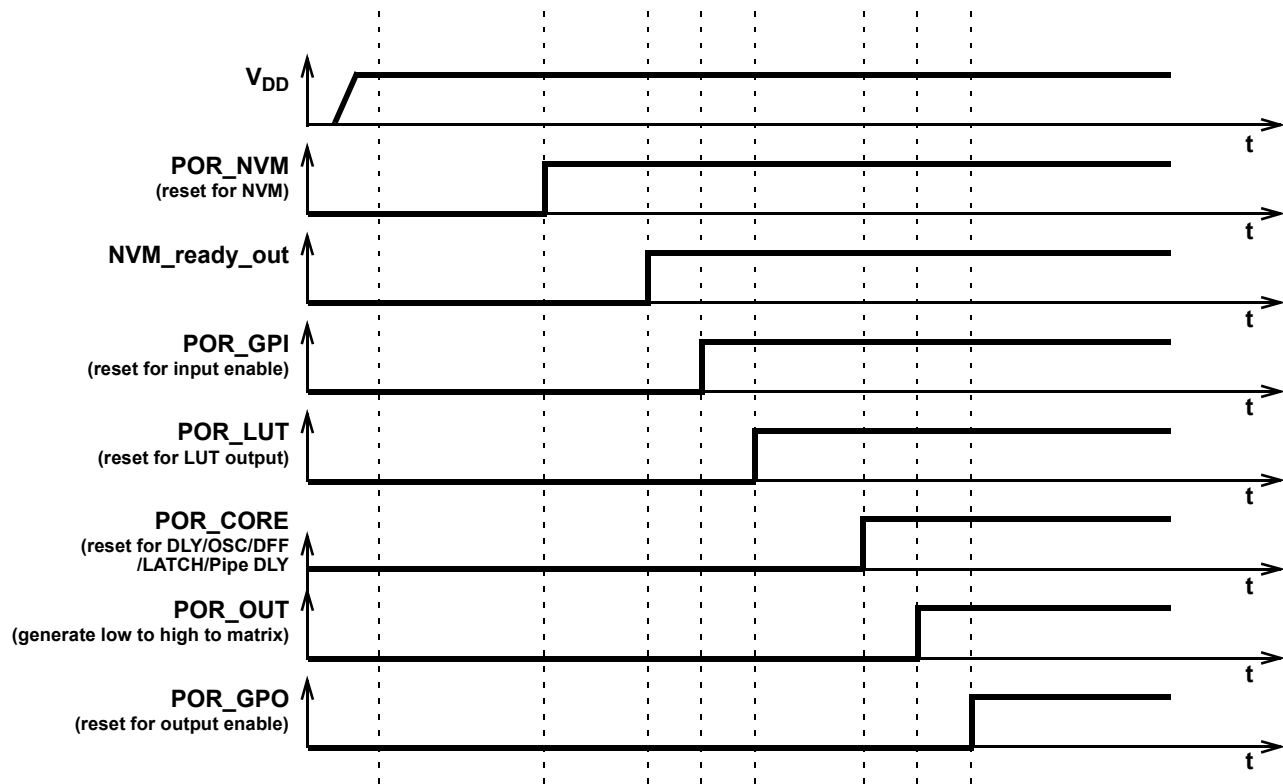 VDD
t
POR_NVM
(reset for NVM)
t
NVM_ready_out
t
POR_GPI
(reset for input enable)
t
POR_LUT
(reset for LUT output)
t
POR_CORE
(reset for DLY/OSC/DFF
/LATCH/Pipe DLY
t
POR_OUT
(generate low to high to matrix)
t
POR_GPO
(reset for output enable)
t